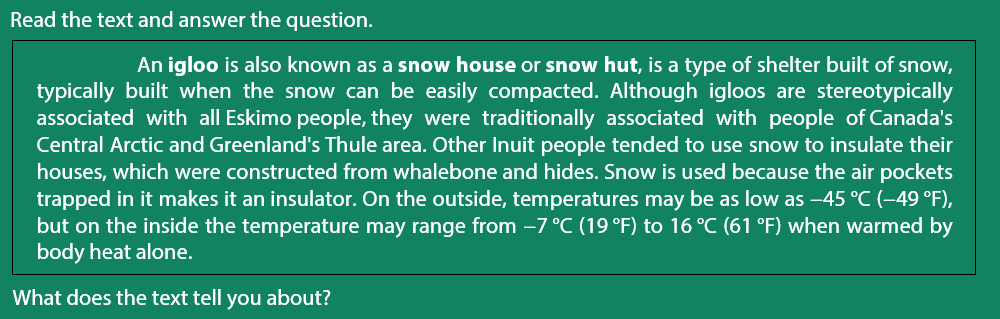 Read the text and answer the question.
An igloo is also known as a snow house or snow hut, is a type of shelter built of snow,
typically built when the snow can be easily compacted. Although igloos are stereotypically
associated with all Eskimo people, they were traditionally associated with people of Canada's
Central Arctic and Greenland's Thule area. Other Inuit people tended to use snow to insulate their
houses, which were constructed from whalebone and hides. Snow is used because the air pockets
trapped in it makes it an insulator. On the outside, temperatures may be as low as −45 °C (−49 °F),
but on the inside the temperature may range from −7 °C (19 °F) to 16 °C (61 °F) when warmed by
body heat alone.
What does the text tell you about?